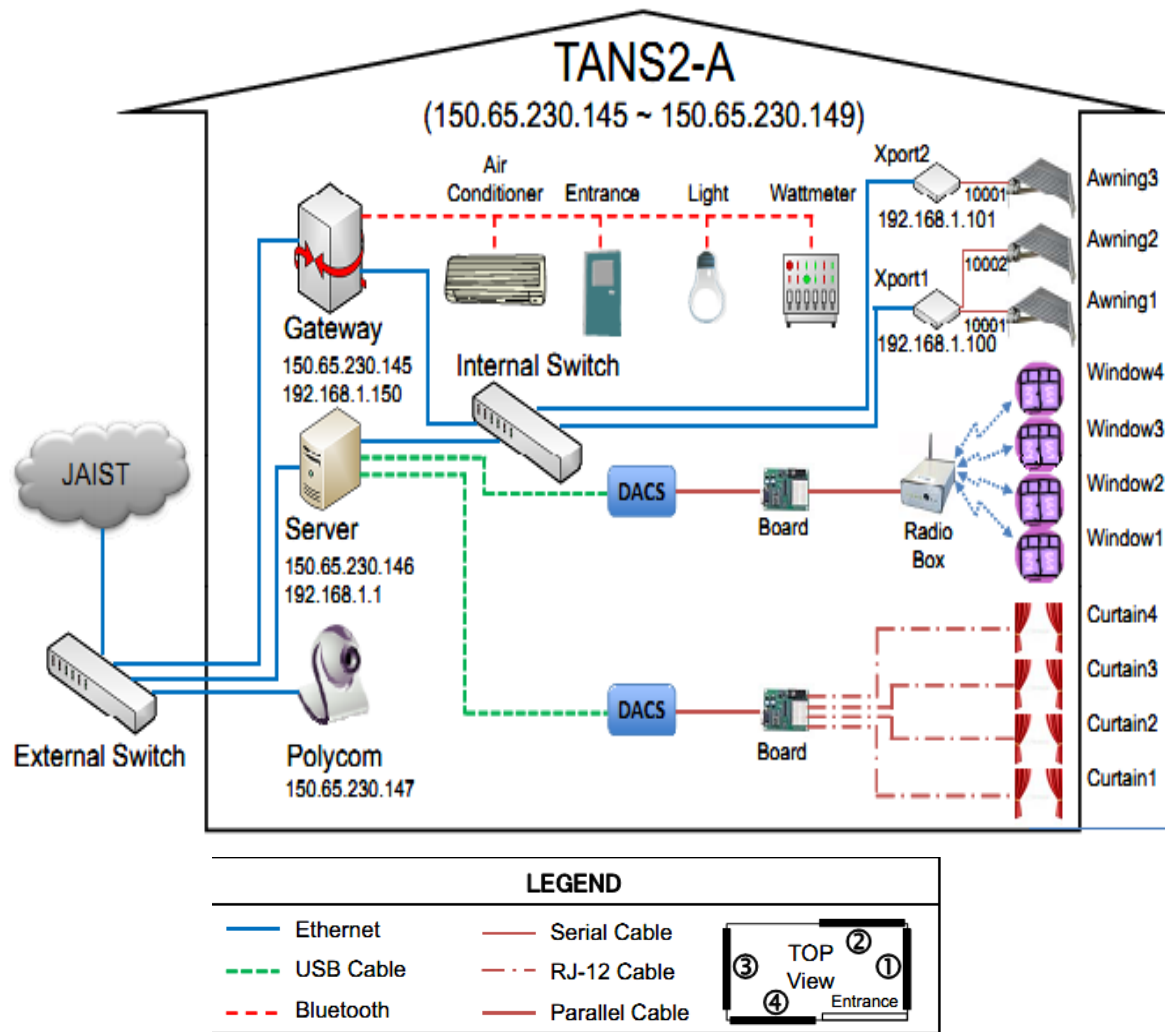 TANS2-A
(150.65.230.145 ~ 150.65.230.149)
Air
Conditioner
Entrance
Light
Wattmeter
Xport2
10001
192.168.1.101
Awning3
Awning2
10002
Xport1
10001
192.168.1.100
Awning1
Gateway
150.65.230.145
192.168.1.150
Internal Switch
Window4
Window3
Window2
Window1
JAIST
Server
150.65.230.146
192.168.1.1
DACS
Board
Radio
Box
Curtain4
Curtain3
Curtain2
Curtain1
DACS
Board
External Switch
Polycom
150.65.230.147
LEGEND
Ethernet
USB Cable
Bluetooth
Serial Cable
RJ-12 Cable
Parallel Cable
TOP
View
①
②
③
④
Entrance